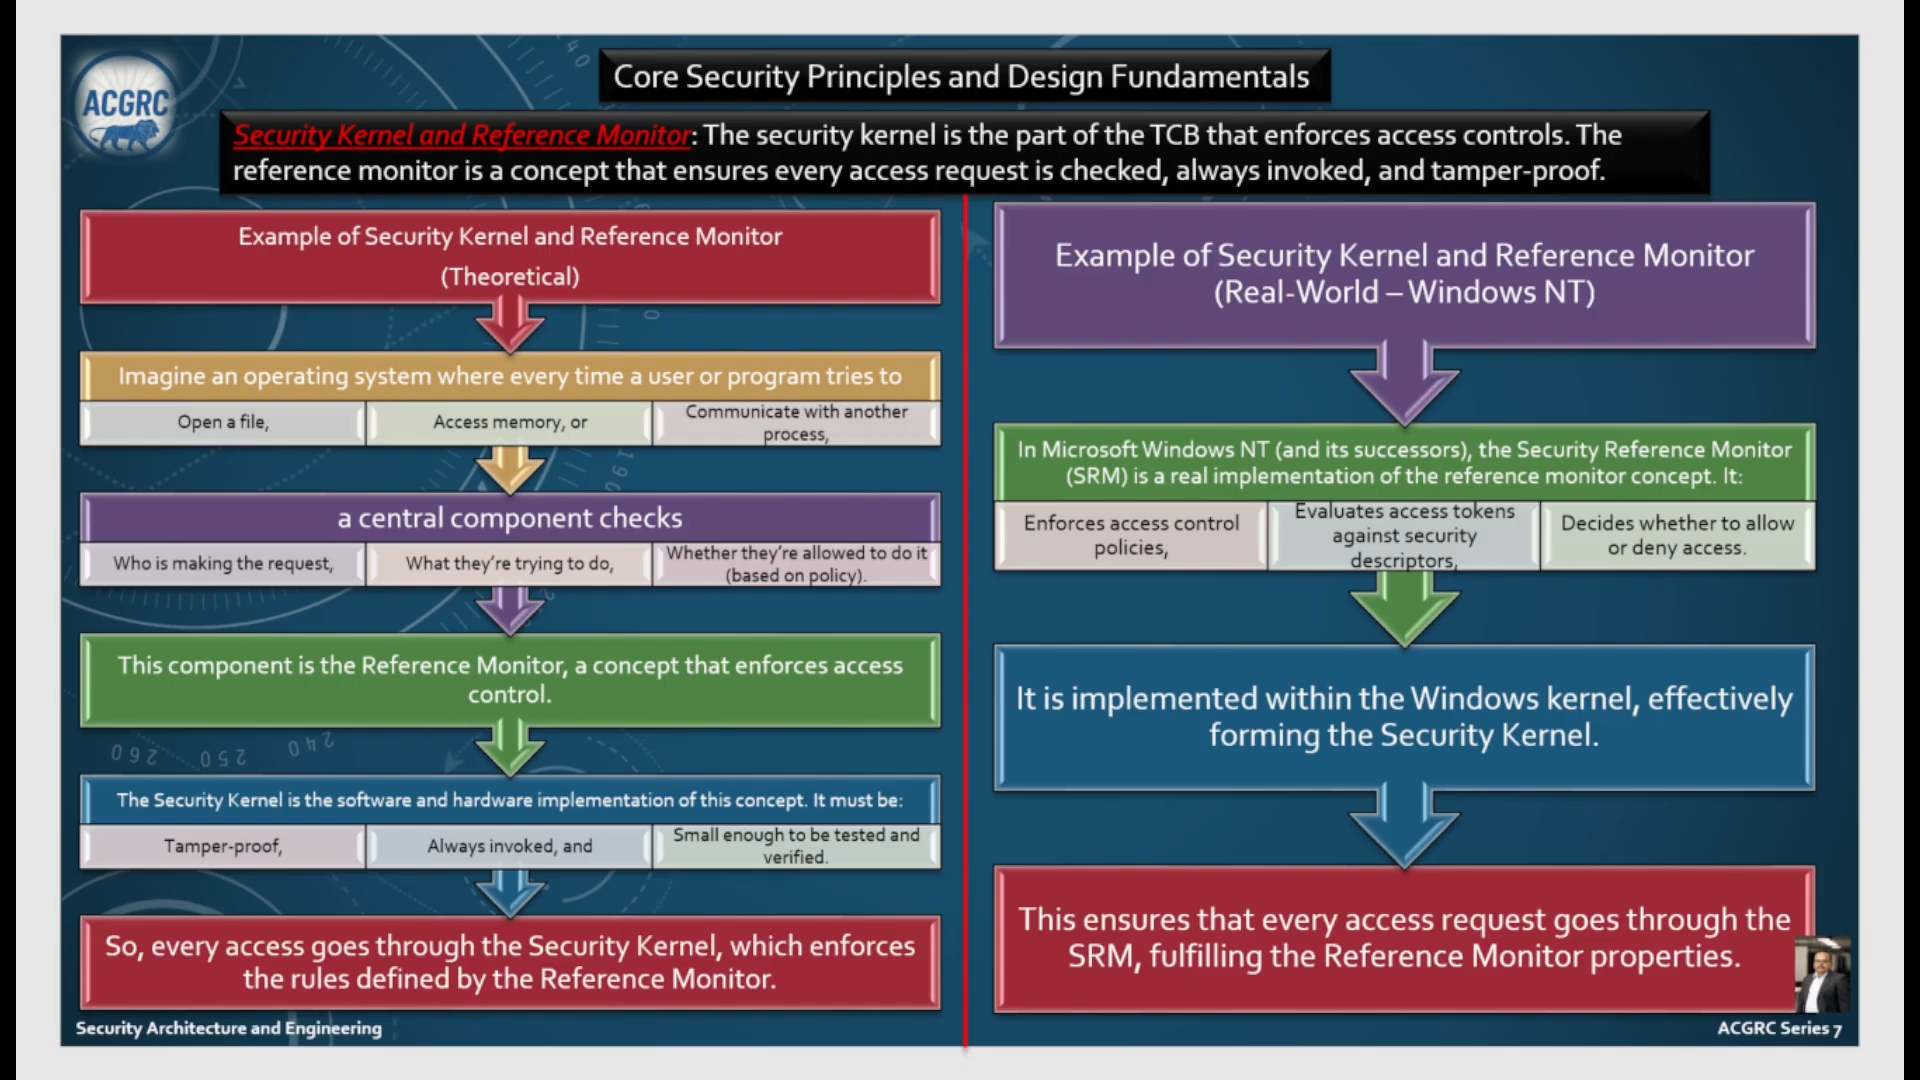 ACGRC
Core Security Principles and Design Fundamentals
Security Kernel and Reference Monitor: The security kernel is the part of the TCB that enforces access controls. The
reference monitor is a concept that ensures every access request is checked, always invoked, and tamper-proof.
Example of Security Kernel and Reference Monitor
(Theoretical)
Imagine an operating system where every time a user or program tries to
Open a file,
Access memory, or
Communicate with another
process,
a central component checks
Who is making the request,
What they're trying to do,
Whether they're allowed to do it
(based on policy).
This component is the Reference Monitor, a concept that enforces access
control.
The Security Kernel is the software and hardware implementation of this concept. It must be:
Tamper-proof,
Always invoked, and
Small enough to be tested and
verified.
So, every access goes through the Security Kernel, which enforces
the rules defined by the Reference Monitor.
Example of Security Kernel and Reference Monitor
(Real-World – Windows NT)
In Microsoft Windows NT (and its successors), the Security Reference Monitor
(SRM) is a real implementation of the reference monitor concept. It:
Enforces access control
policies,
Evaluates access tokens
against security
descriptors,
Decides whether to allow
or deny access.
It is implemented within the Windows kernel, effectively
forming the Security Kernel.
This ensures that every access request goes through the
SRM, fulfilling the Reference Monitor properties.
260
250
240
190
40
Security Architecture and Engineering
ACGRC Series 7